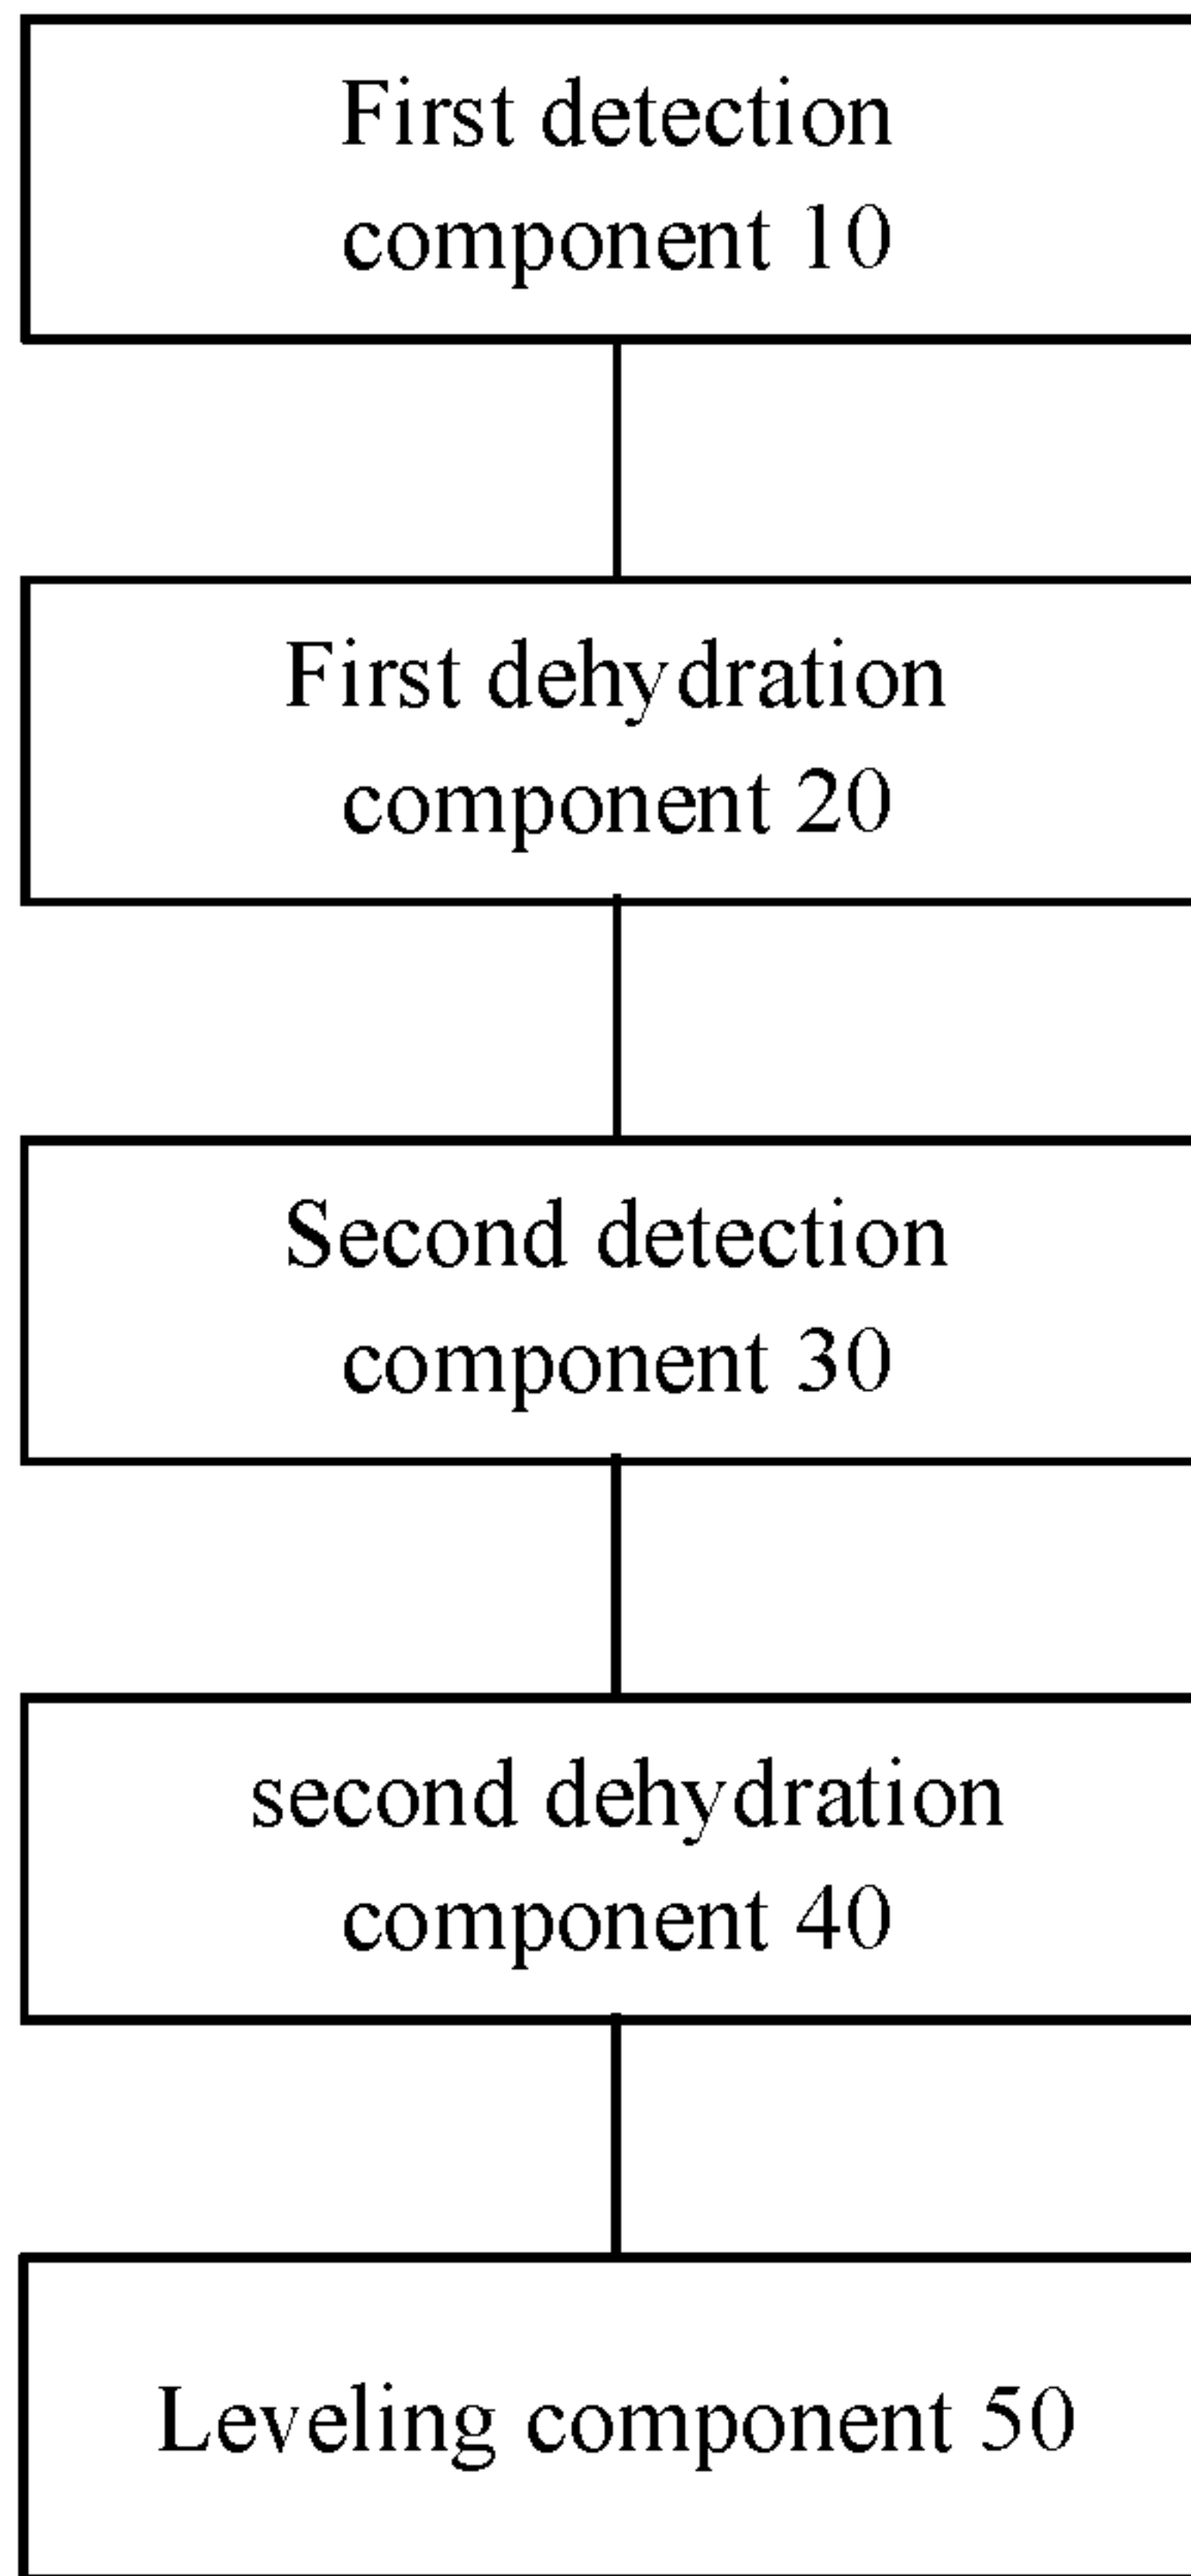 First detection
component 10
First dehydration
component 20
Second detection
component 30
second dehydration
component 40
Leveling component 50